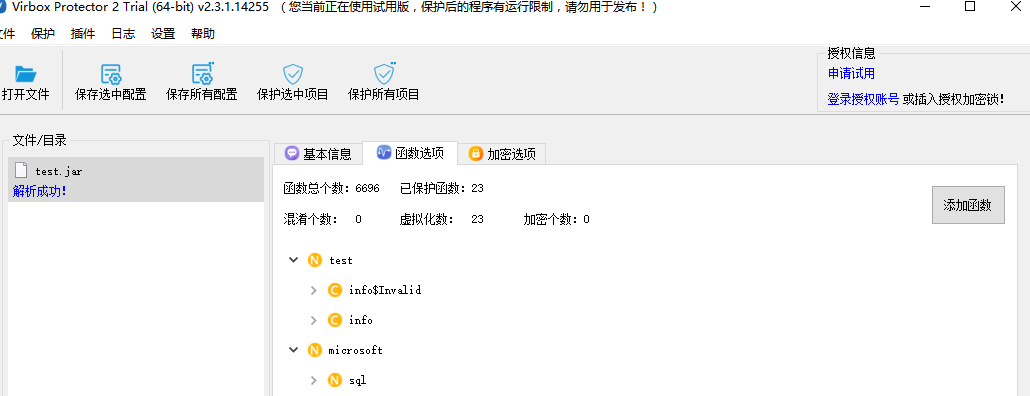 Virbox Protector 2 Trial (64-bit) v2.3.1.14255 （您当前正在使用试用版，保护后的程序有运行限制，请勿用于发布！）
件 保护 插件 日志 设置 帮助
打开文件 保存选中配置 保存所有配置 保护选中项目 保护所有项目
授权信息
申请试用
登录授权账号 或插入授权加密锁！
文件/目录
test.jar
解析成功！
基本信息 函数选项 加密选项
函数总个数：6696 已保护函数：23
混淆个数： 0 虚拟化数： 23 加密个数：0
添加函数
N test
C info$Invalid
C info
N microsoft
N sql